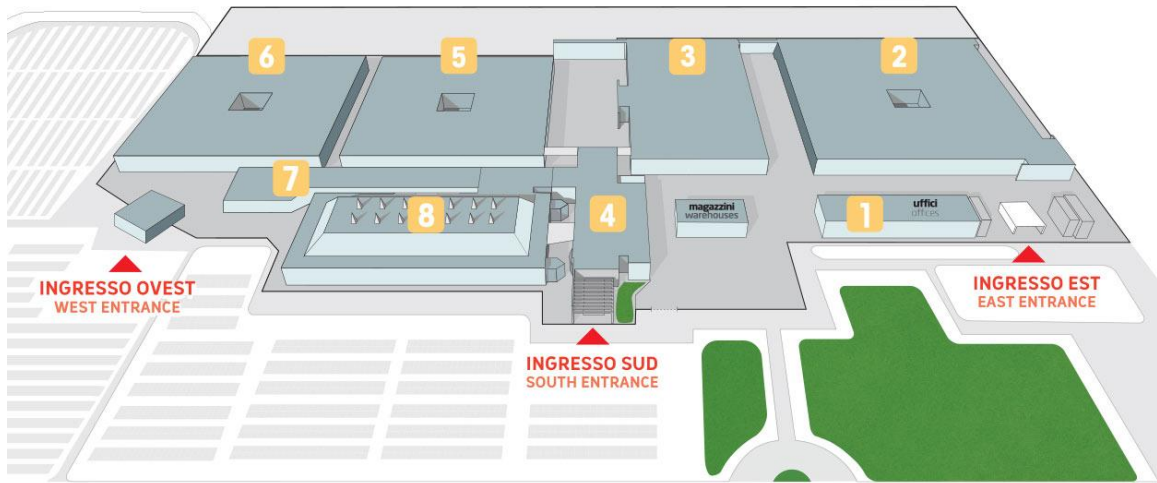 6
5
3
2
7
8
4
magazzini
warehouses
1
uffici
offices
INGRESSO OVEST
WEST ENTRANCE
INGRESSO EST
EAST ENTRANCE
INGRESSO SUD
SOUTH ENTRANCE